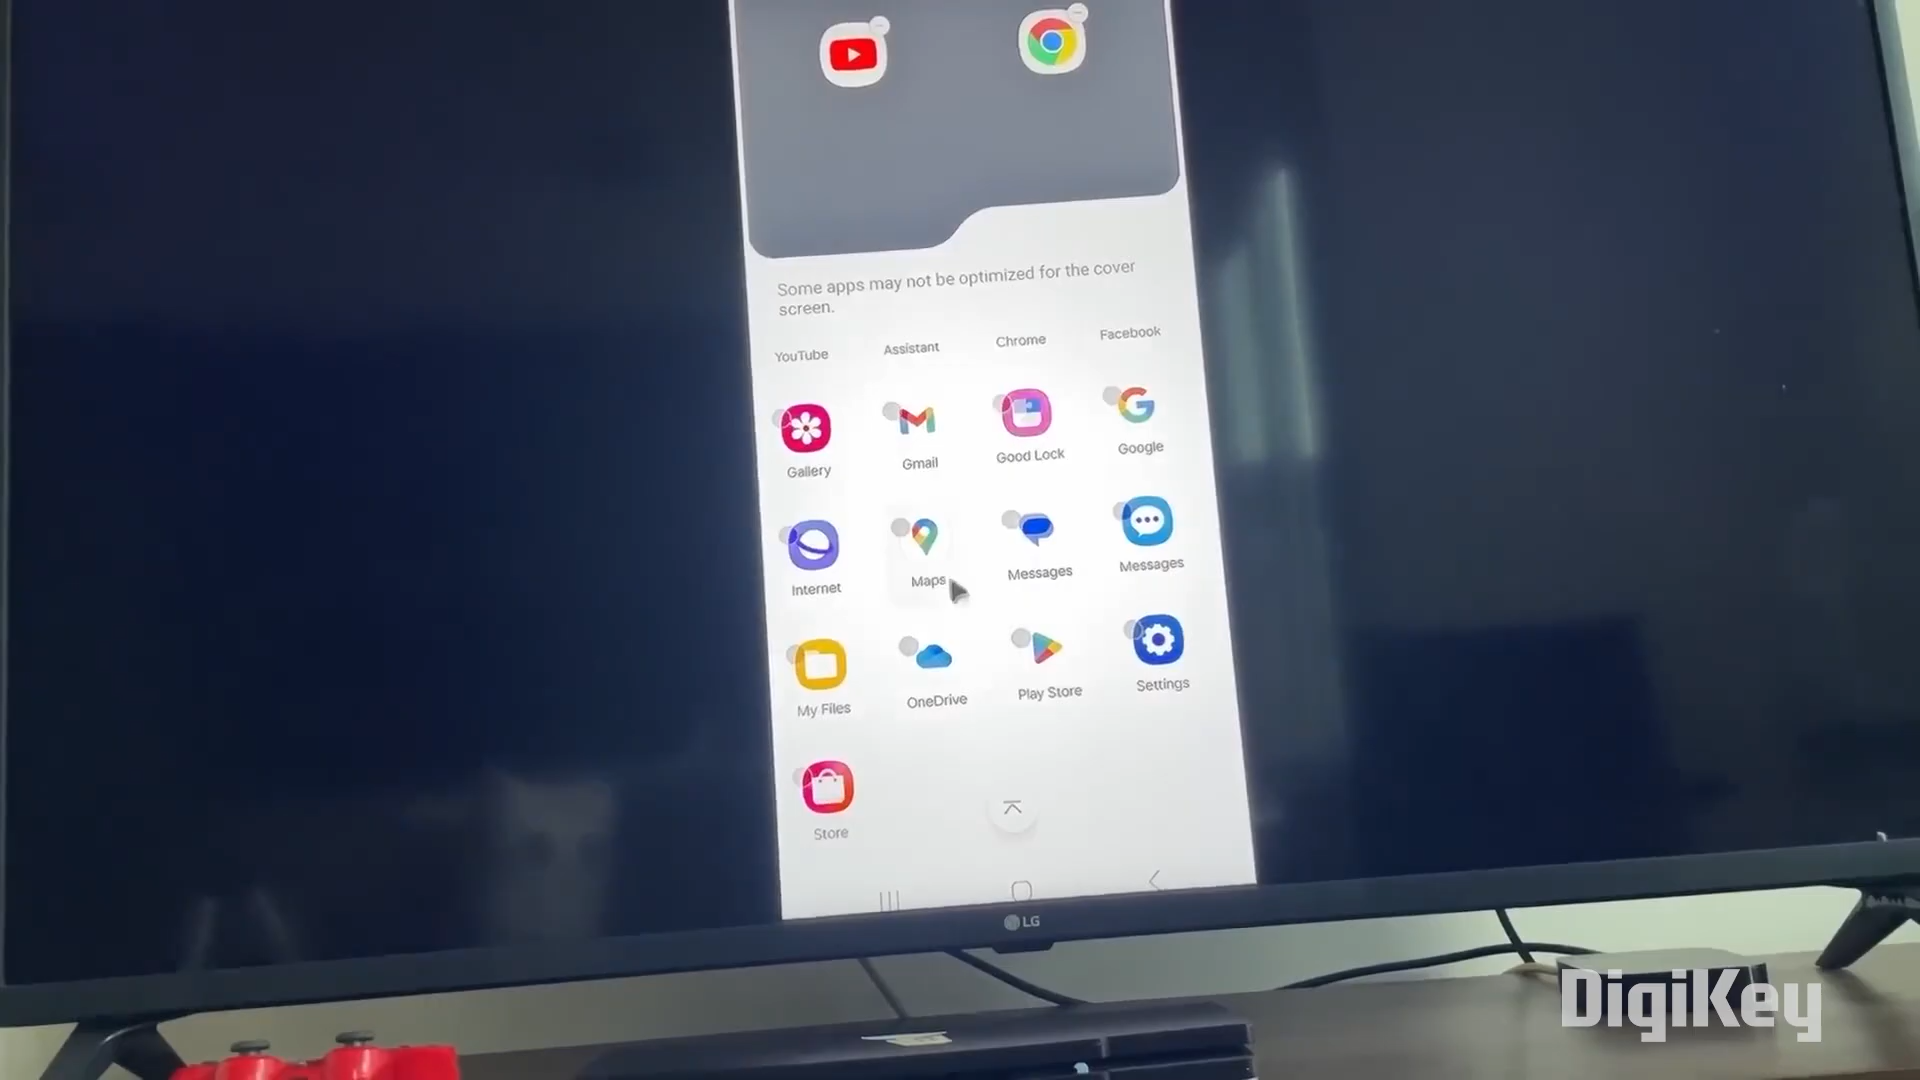 Some apps may not be optimized for the cover
screen.
YouTube Assistant Chrome Facebook
Gallery Gmail Good Lock Google
Internet Maps Messages Messages
My Files OneDrive Play Store Settings
Store
LG
DigiKey